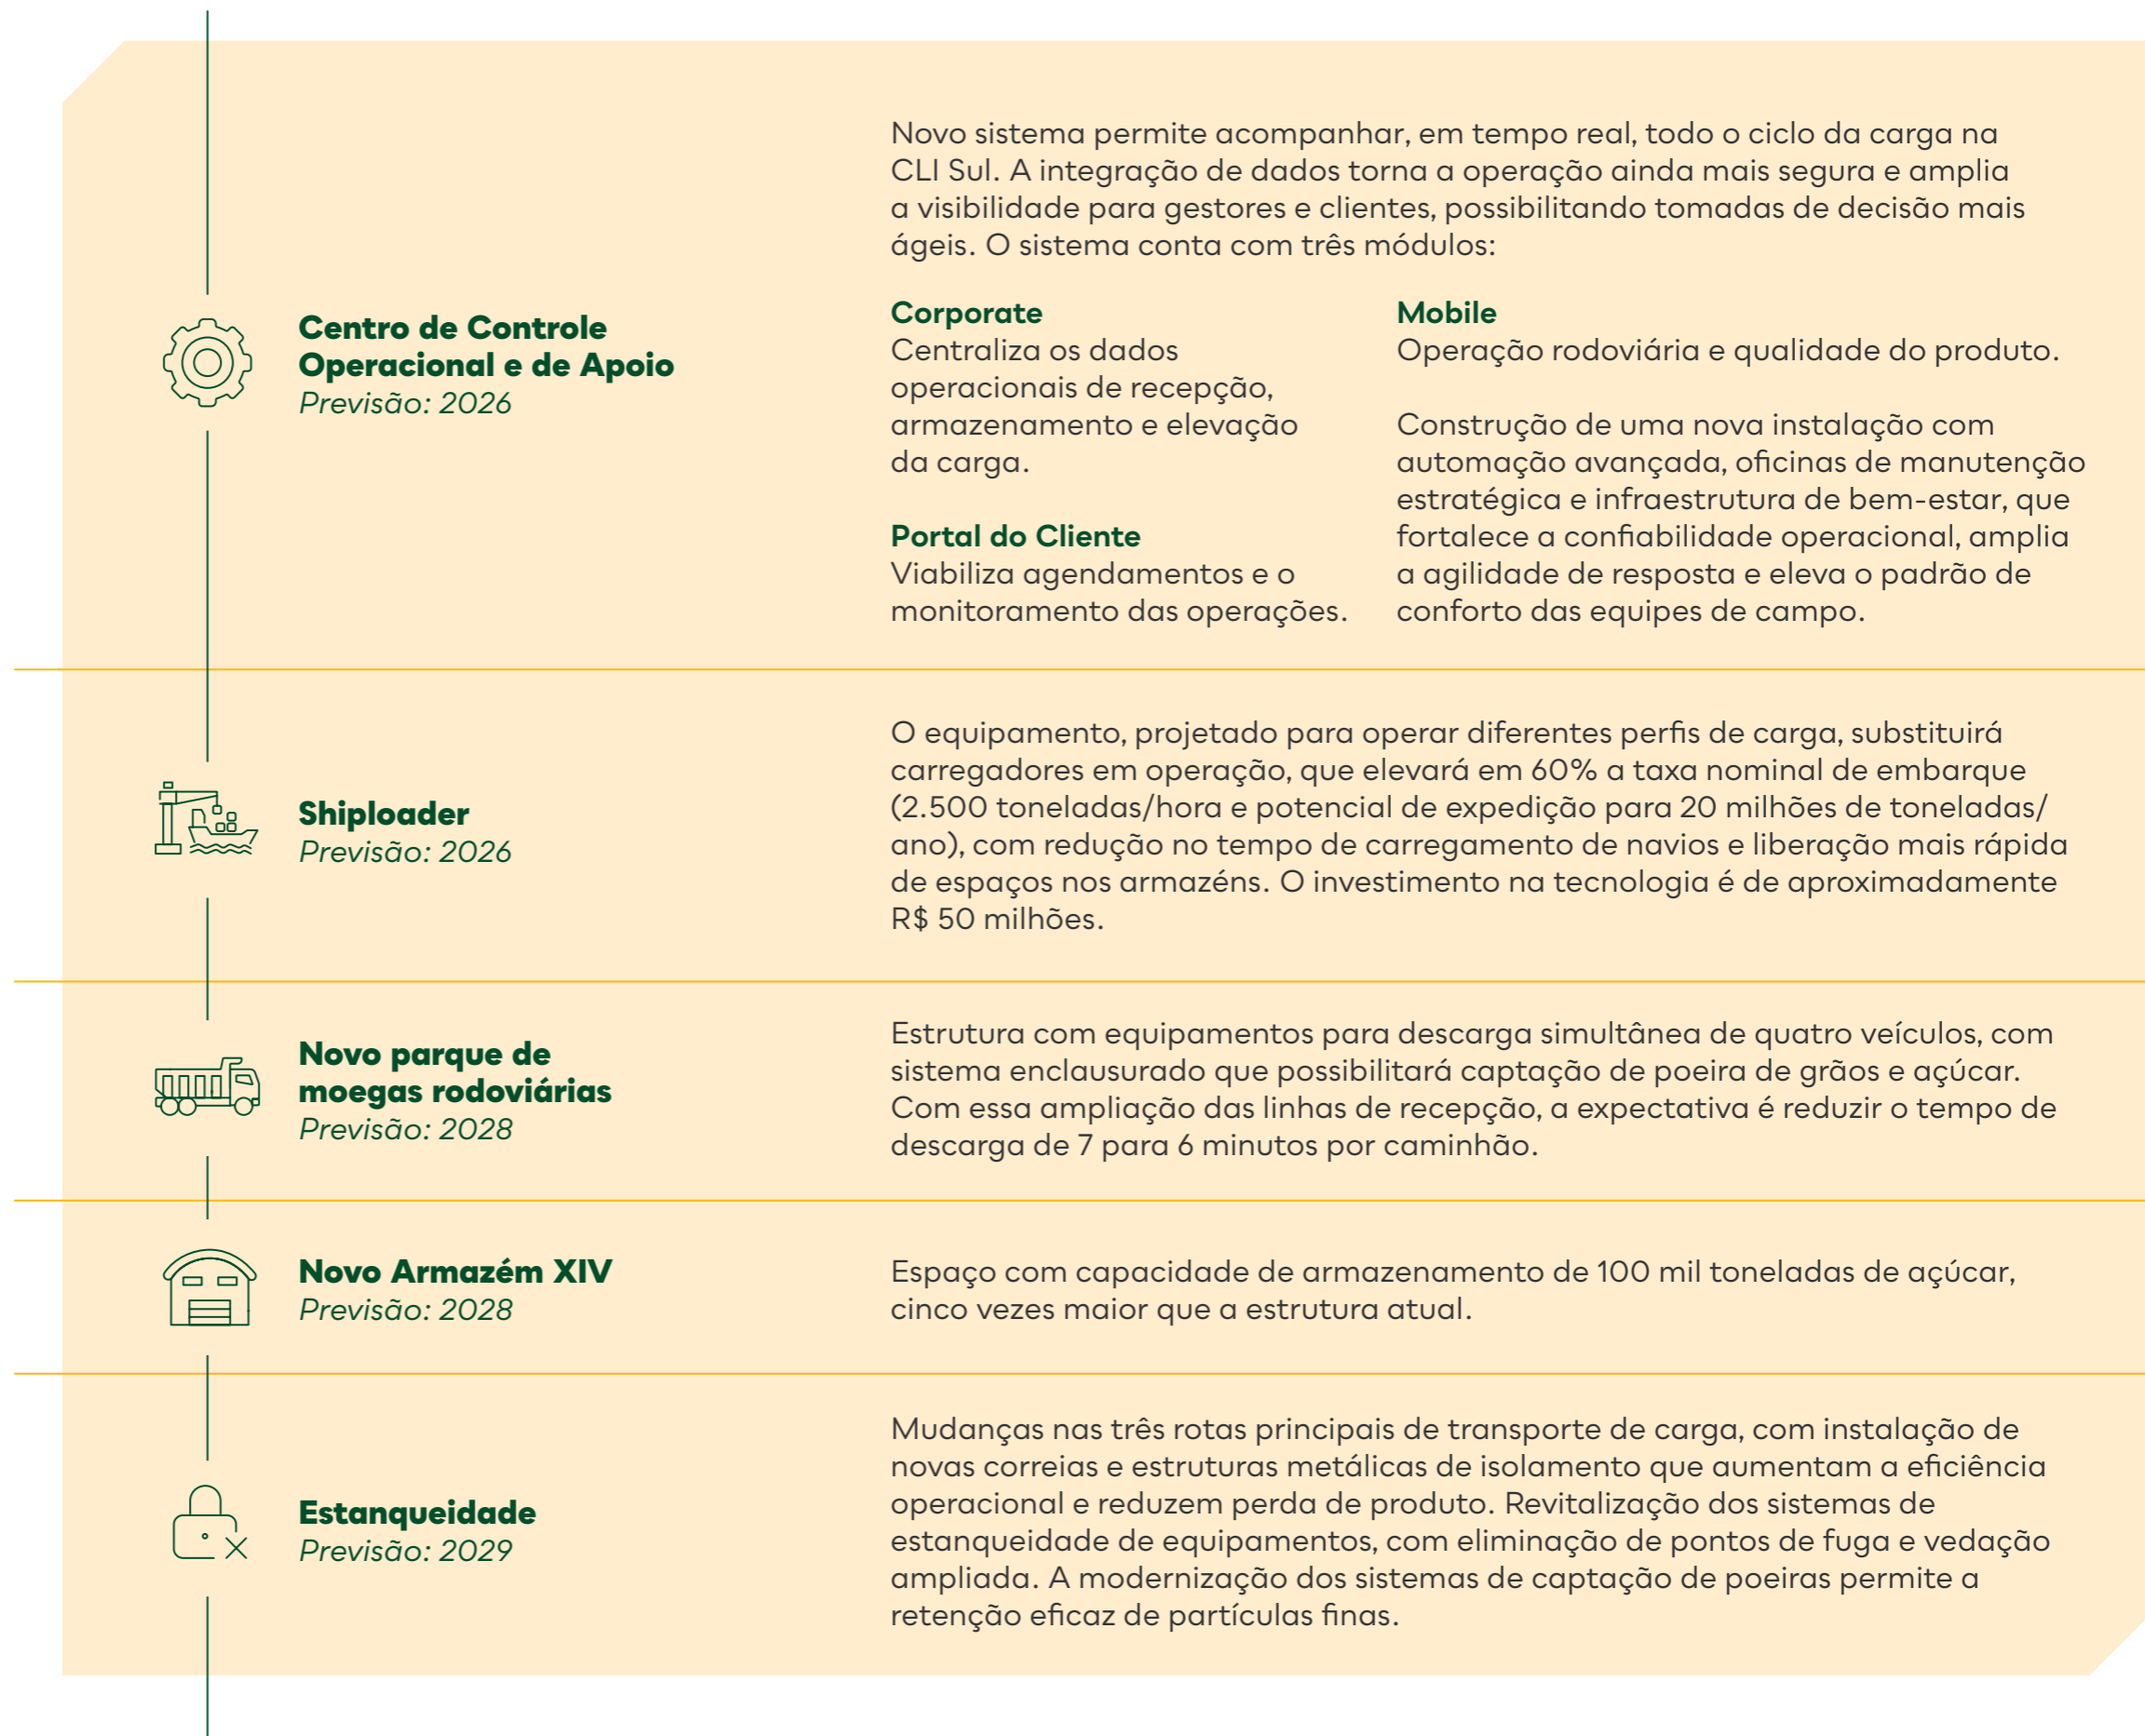 Centro de Controle
Operacional e de Apoio
Previsão: 2026
Novo sistema permite acompanhar, em tempo real, todo o ciclo da carga na
CLI Sul. A integração de dados torna a operação ainda mais segura e amplia
a visibilidade para gestores e clientes, possibilitando tomadas de decisão mais
ágeis. O sistema conta com três módulos:
Corporate
Centraliza os dados
operacionais de recepção,
armazenamento e elevação
da carga.
Portal do Cliente
Viabiliza agendamentos e o
monitoramento das operações.
Mobile
Operação rodoviária e qualidade do produto.
Construção de uma nova instalação com
automação avançada, oficinas de manutenção
estratégica e infraestrutura de bem-estar, que
fortalece a confiabilidade operacional, amplia
a agilidade de resposta e eleva o padrão de
conforto das equipes de campo.
Shiploader
Previsão: 2026
O equipamento, projetado para operar diferentes perfis de carga, substituirá
carregadores em operação, que elevará em 60% a taxa nominal de embarque
(2.500 toneladas/hora e potencial de expedição para 20 milhões de toneladas/
ano), com redução no tempo de carregamento de navios e liberação mais rápida
de espaços nos armazéns. O investimento na tecnologia é de aproximadamente
R$ 50 milhões.
Novo parque de
moegas rodoviárias
Previsão: 2028
Estrutura com equipamentos para descarga simultânea de quatro veículos, com
sistema enclausurado que possibilitará captação de poeira de grãos e açúcar.
Com essa ampliação das linhas de recepção, a expectativa é reduzir o tempo de
descarga de 7 para 6 minutos por caminhão.
Novo Armazém XIV
Previsão: 2028
Espaço com capacidade de armazenamento de 100 mil toneladas de açúcar,
cinco vezes maior que a estrutura atual.
Estanqueidade
Previsão: 2029
Mudanças nas três rotas principais de transporte de carga, com instalação de
novas correias e estruturas metálicas de isolamento que aumentam a eficiência
operacional e reduzem perda de produto. Revitalização dos sistemas de
estanqueidade de equipamentos, com eliminação de pontos de fuga e vedação
ampliada. A modernização dos sistemas de captação de poeiras permite a
retenção eficaz de partículas finas.